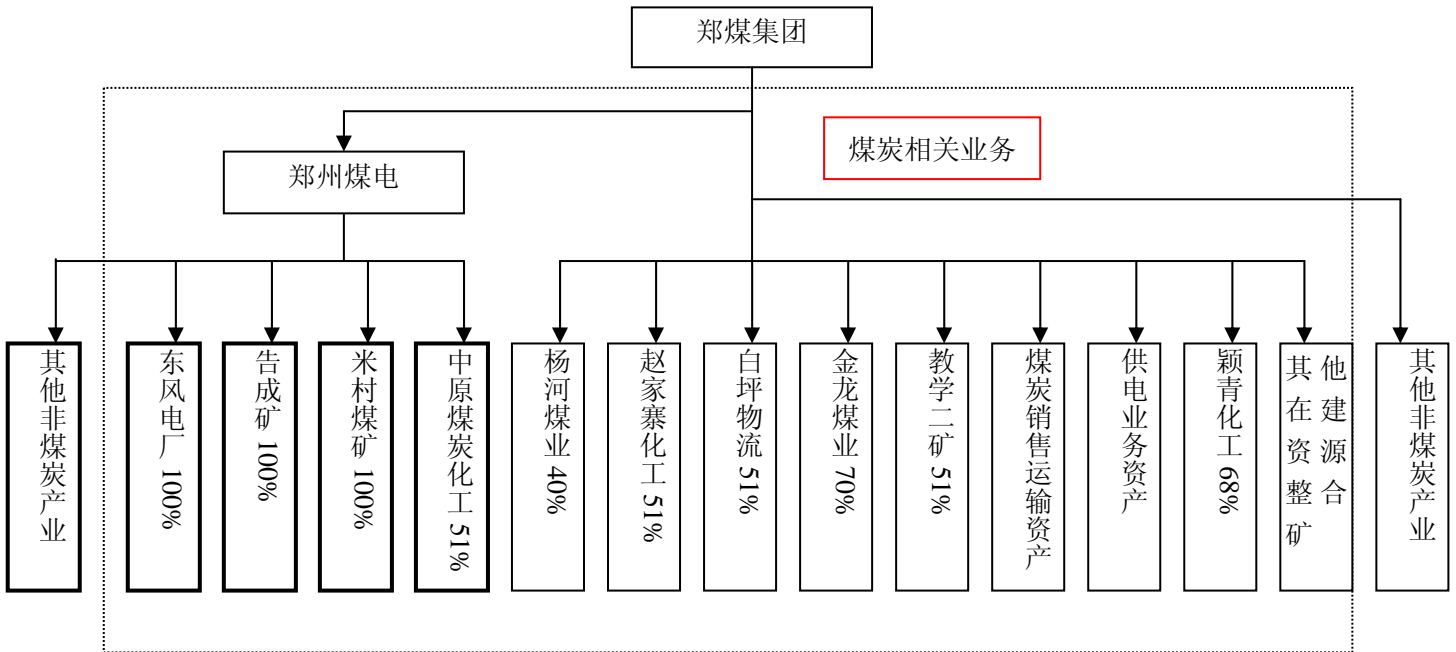 郑煤集团
煤炭相关业务
郑州煤电
其他非煤炭产业
东风电厂 100%
告成矿 100%
米村煤矿 100%
中原煤炭化工 51%
杨河煤业 40%
赵家寨化工 51%
白坪物流 51%
金龙煤业 70%
教学二矿 51%
煤炭销售运输资产
供电业务资产
颖青化工 68%
其他
在建
资源
整合
矿
其他非煤炭产业